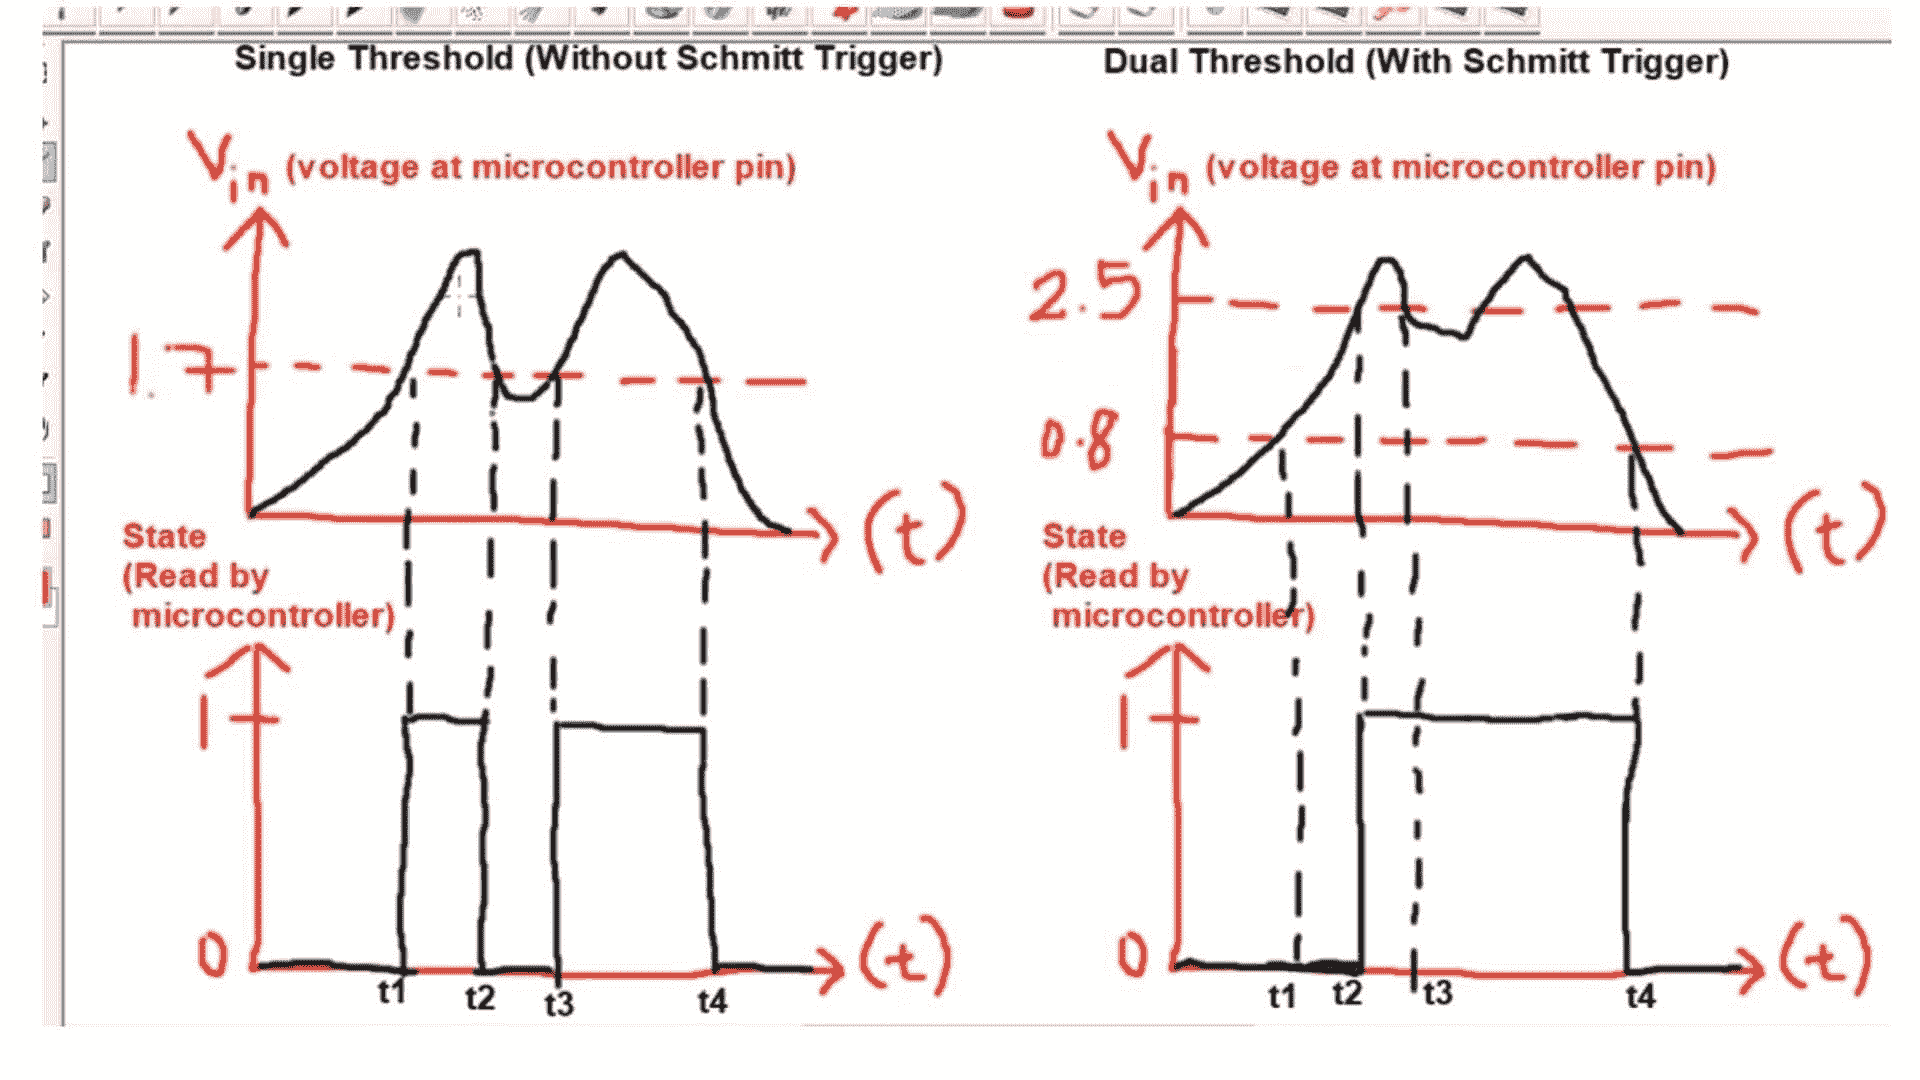 Single Threshold (Without Schmitt Trigger)
Vin (voltage at microcontroller pin)
1.7
(t)
State
(Read by
microcontroller)
1
0
(t)
t1 t2 t3 t4
Dual Threshold (With Schmitt Trigger)
Vin (voltage at microcontroller pin)
2.5
0.8
(t)
State
(Read by
microcontroller)
1
0
(t)
t1 t2 t3 t4